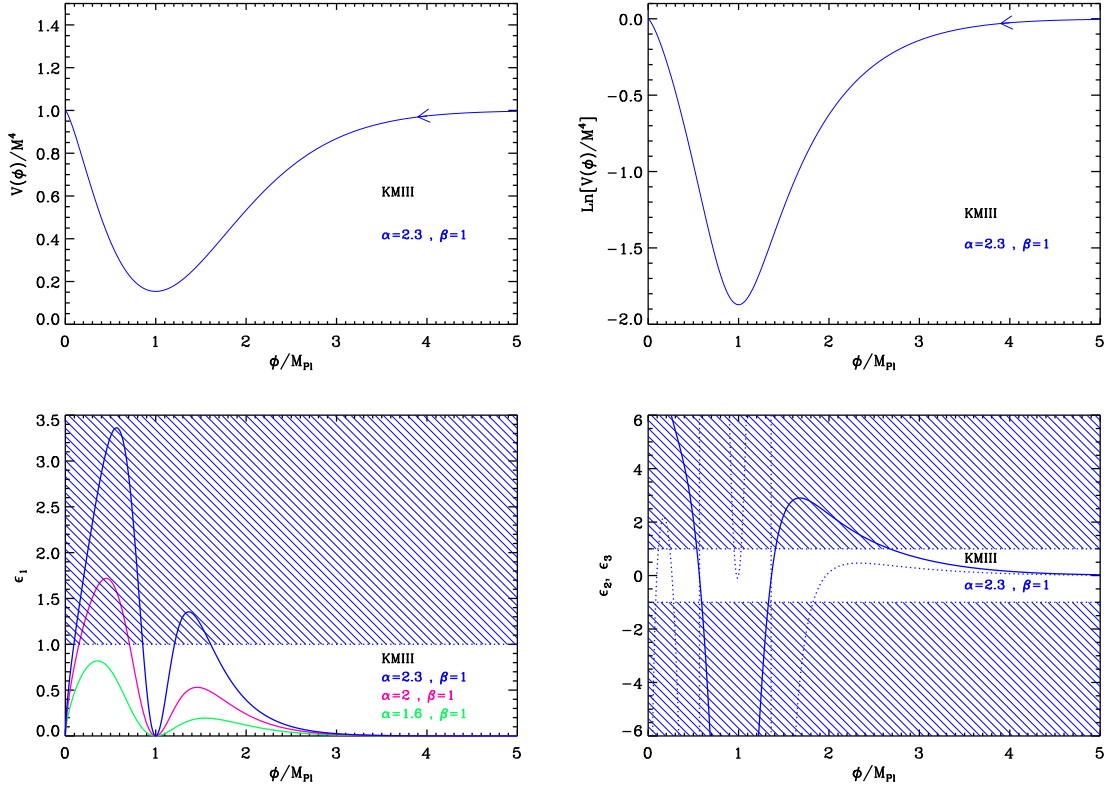 1.4
1.2
1.0
0.8
0.6
0.4
0.2
0.0
V(ϕ)/M⁴
KMIII
α=2.3 , β=1
0 1 2 3 4 5
ϕ/M_Pl
0.0
−0.5
−1.0
−1.5
−2.0
Ln[V(ϕ)/M⁴]
KMIII
α=2.3 , β=1
0 1 2 3 4 5
ϕ/M_Pl
3.5
3.0
2.5
2.0
1.5
1.0
0.5
0.0
ϵ₁
KMIII
α=2.3 , β=1
α=2 , β=1
α=1.6 , β=1
0 1 2 3 4 5
ϕ/M_Pl
6
4
2
0
−2
−4
−6
ϵ₂, ϵ₃
KMIII
α=2.3 , β=1
0 1 2 3 4 5
ϕ/M_Pl